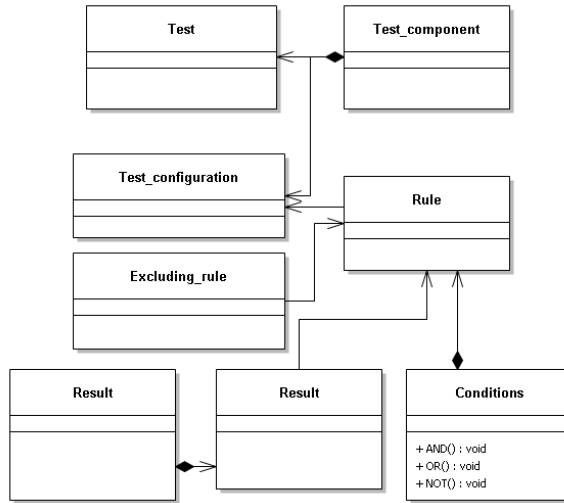 Test
Test_component
Test_configuration
Rule
Excluding_rule
Result
Result
Conditions
+ AND() : void
+ OR() : void
+ NOT() : void